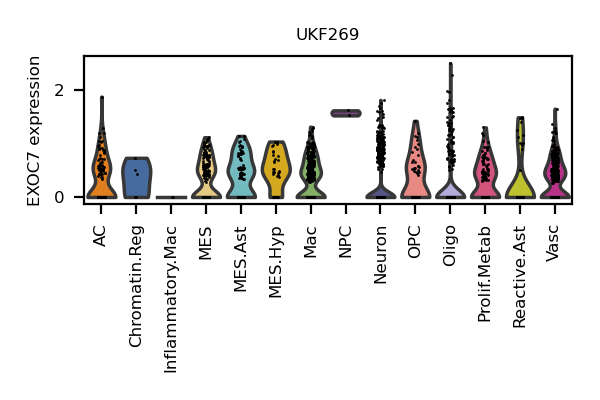 UKF269
EXOC7 expression
2
0
AC
Chromatin.Reg
Inflammatory.Mac
MES
MES.Ast
MES.Hyp
Mac
NPC
Neuron
OPC
Oligo
Prolif.Metab
Reactive.Ast
Vasc